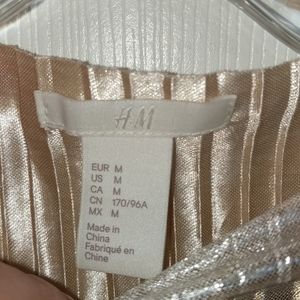 H&M
EUR M
US M
CA M
CN 170/96A
MX M
Made in
China
Fabriqué en
Chine